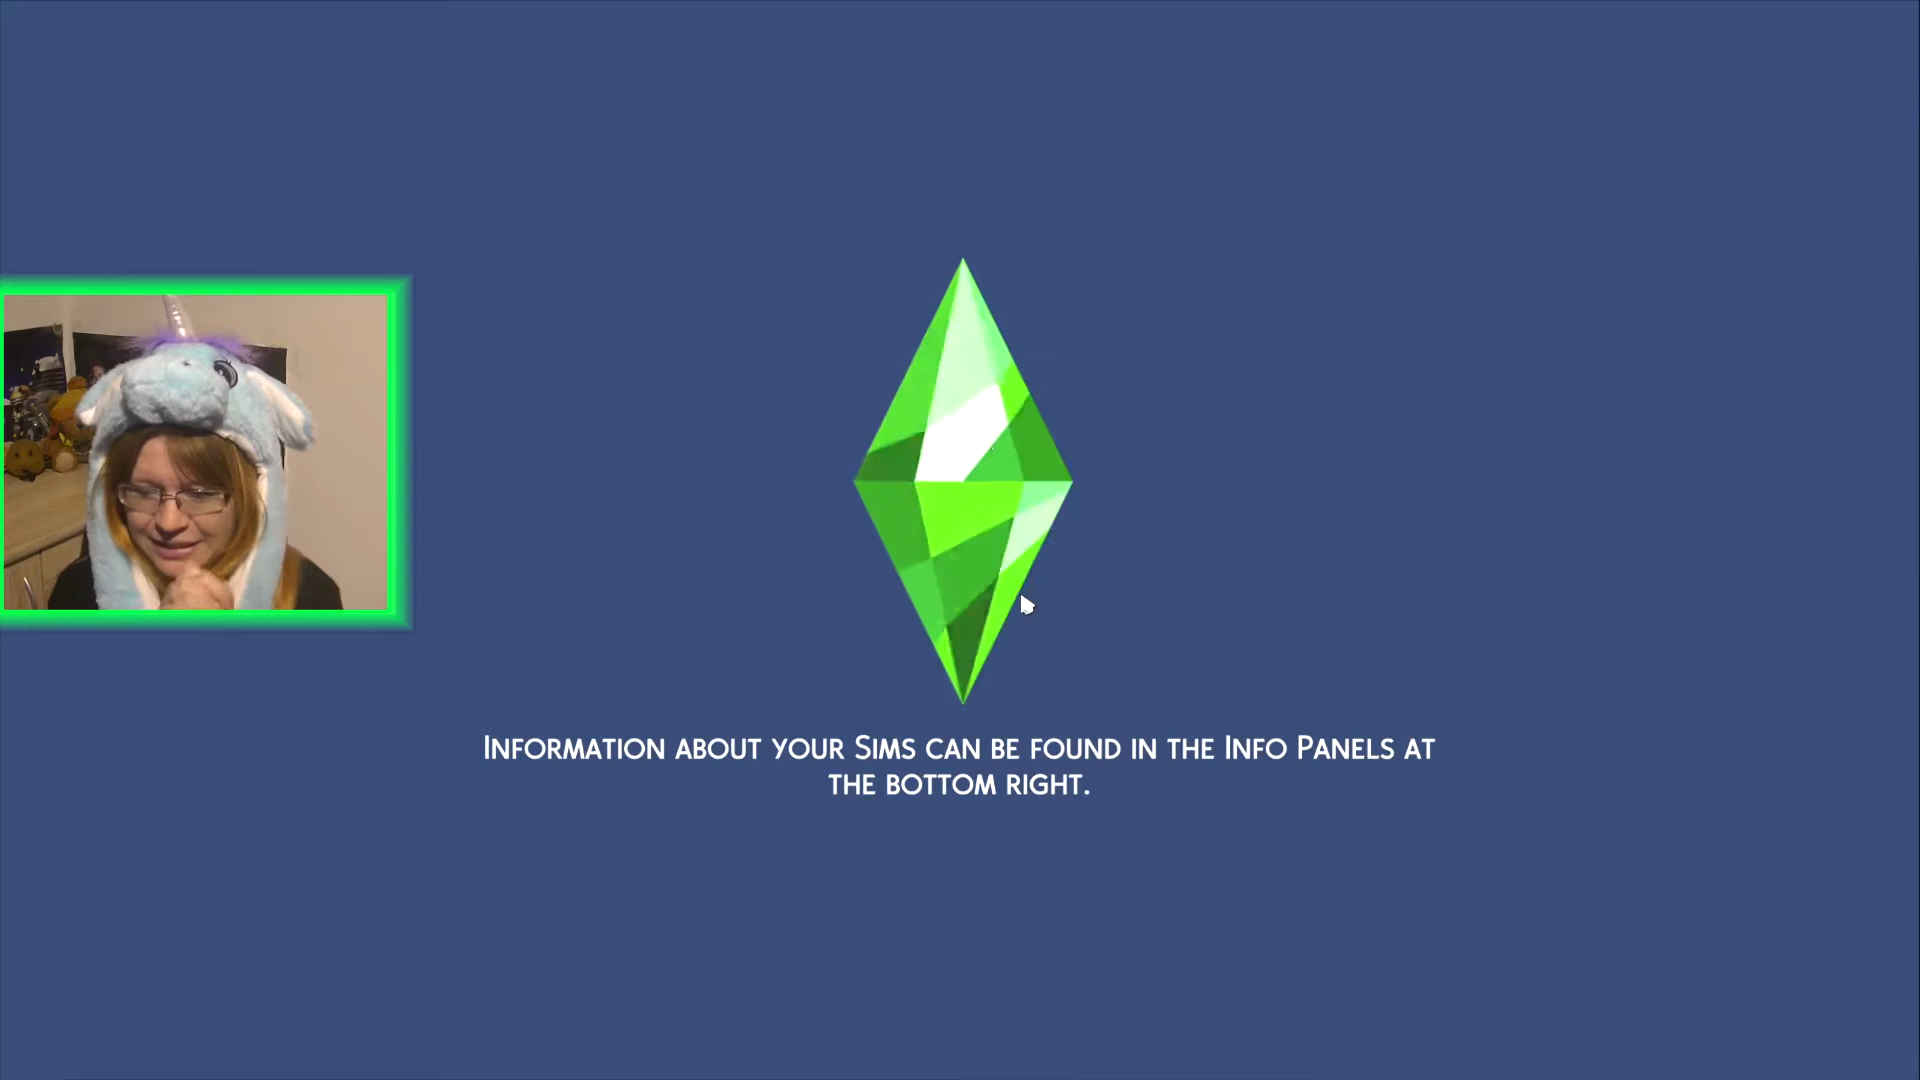 Information about your Sims can be found in the Info Panels at
the bottom right.